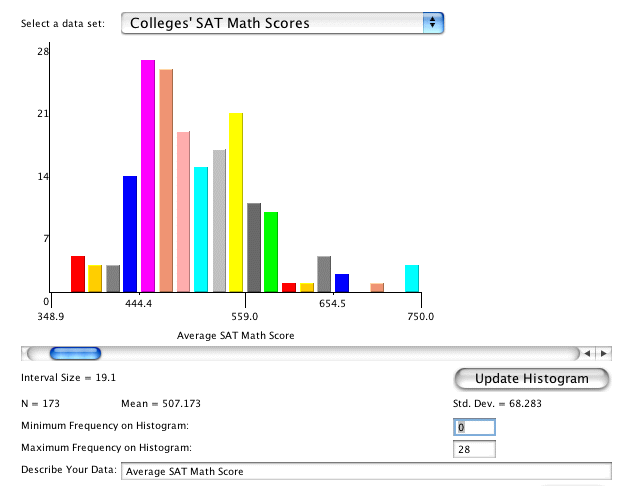 Select a data set: Colleges' SAT Math Scores
28
21
14
7
0
348.9 444.4 559.0 654.5 750.0
Average SAT Math Score
Interval Size = 19.1
Update Histogram
N = 173 Mean = 507.173 Std. Dev. = 68.283
Minimum Frequency on Histogram: 0
Maximum Frequency on Histogram: 28
Describe Your Data: Average SAT Math Score